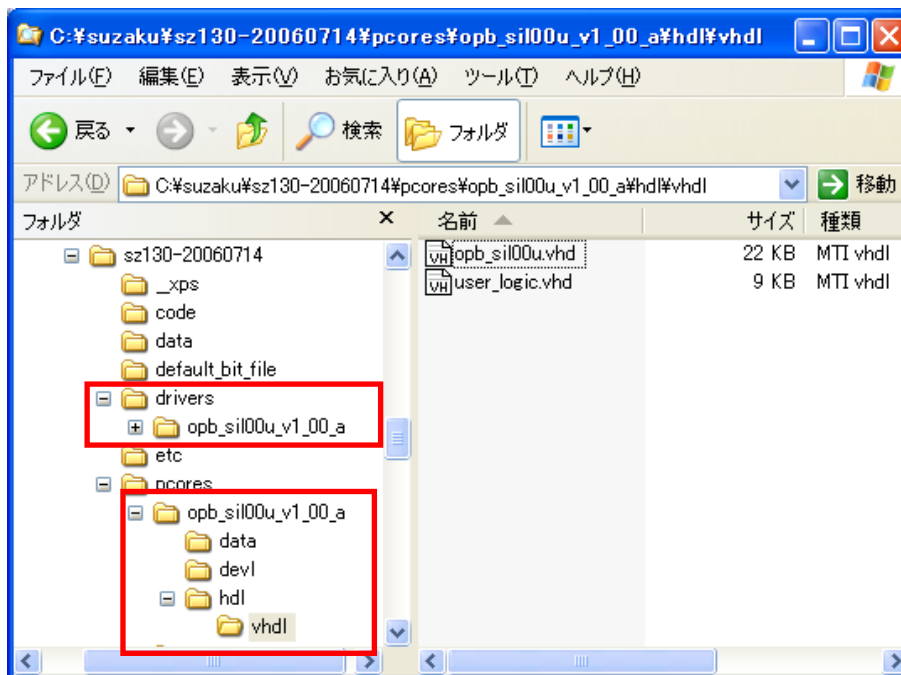 C:¥suzaku¥sz130-20060714¥pcores¥opb_sil00u_v1_00_a¥hdl¥vhdl
ファイル(F) 編集(E) 表示(V) お気に入り(A) ツール(T) ヘルプ(H)
戻る 検索 フォルダ
アドレス(D) C:¥suzaku¥sz130-20060714¥pcores¥opb_sil00u_v1_00_a¥hdl¥vhdl 移動
フォルダ × 名前 サイズ 種類
sz130-20060714 opb_sil00u.vhd 22 KB MTI vhdl
_xps user_logic.vhd 9 KB MTI vhdl
code
data
default_bit_file
drivers
opb_sil00u_v1_00_a
etc
pcores
opb_sil00u_v1_00_a
data
devl
hdl
vhdl